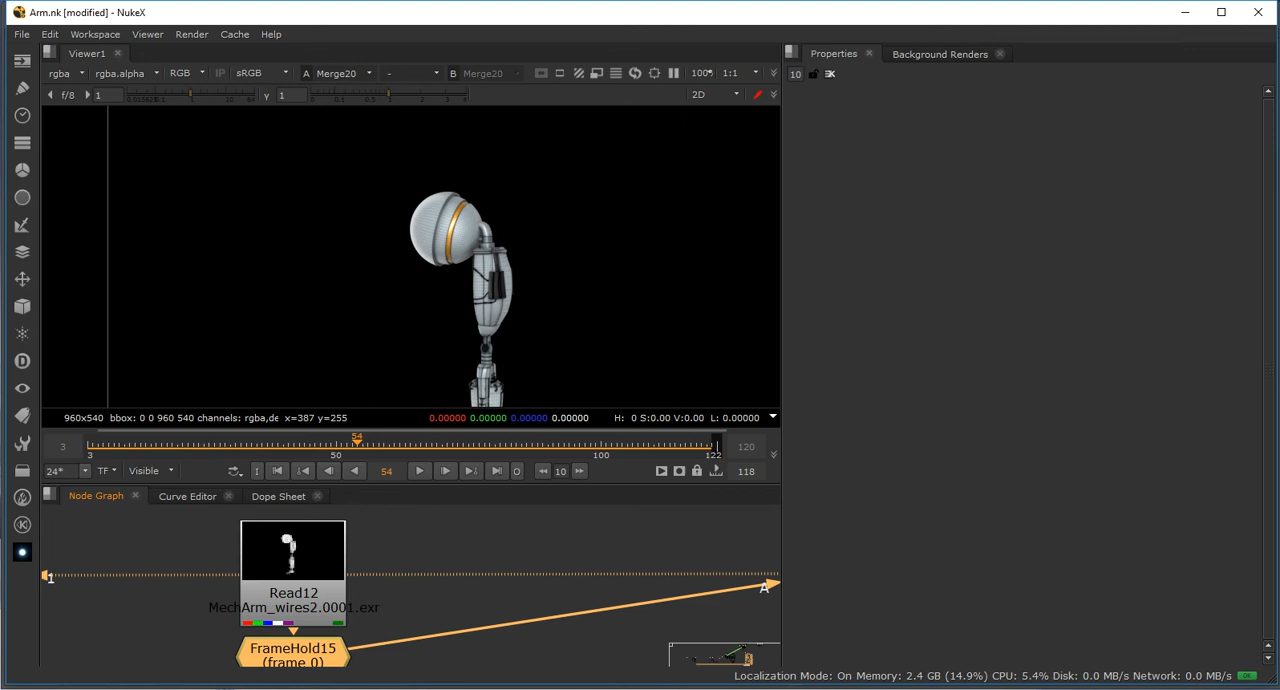 Arm.nk [modified] - NukeX
File Edit Workspace Viewer Render Cache Help
Viewer1
Properties Background Renders
rgba rgba.alpha RGB IP sRGB A Merge20 - B Merge20 100% 1:1
10
f/8 1 γ 1 2D
960x540 bbox: 0 0 960 540 channels: rgba,de x=387 y=255 0.00000 0.00000 0.00000 0.00000 H: 0 S:0.00 V:0.00 L: 0.00000
3 54 120
3 50 100 122
24* TF Visible I 54 O 10 118
Node Graph Curve Editor Dope Sheet
1
A
Read12
MechArm_wires2.0001.exr
FrameHold15
(frame 0)
Localization Mode: On Memory: 2.4 GB (14.9%) CPU: 5.4% Disk: 0.0 MB/s Network: 0.0 MB/s